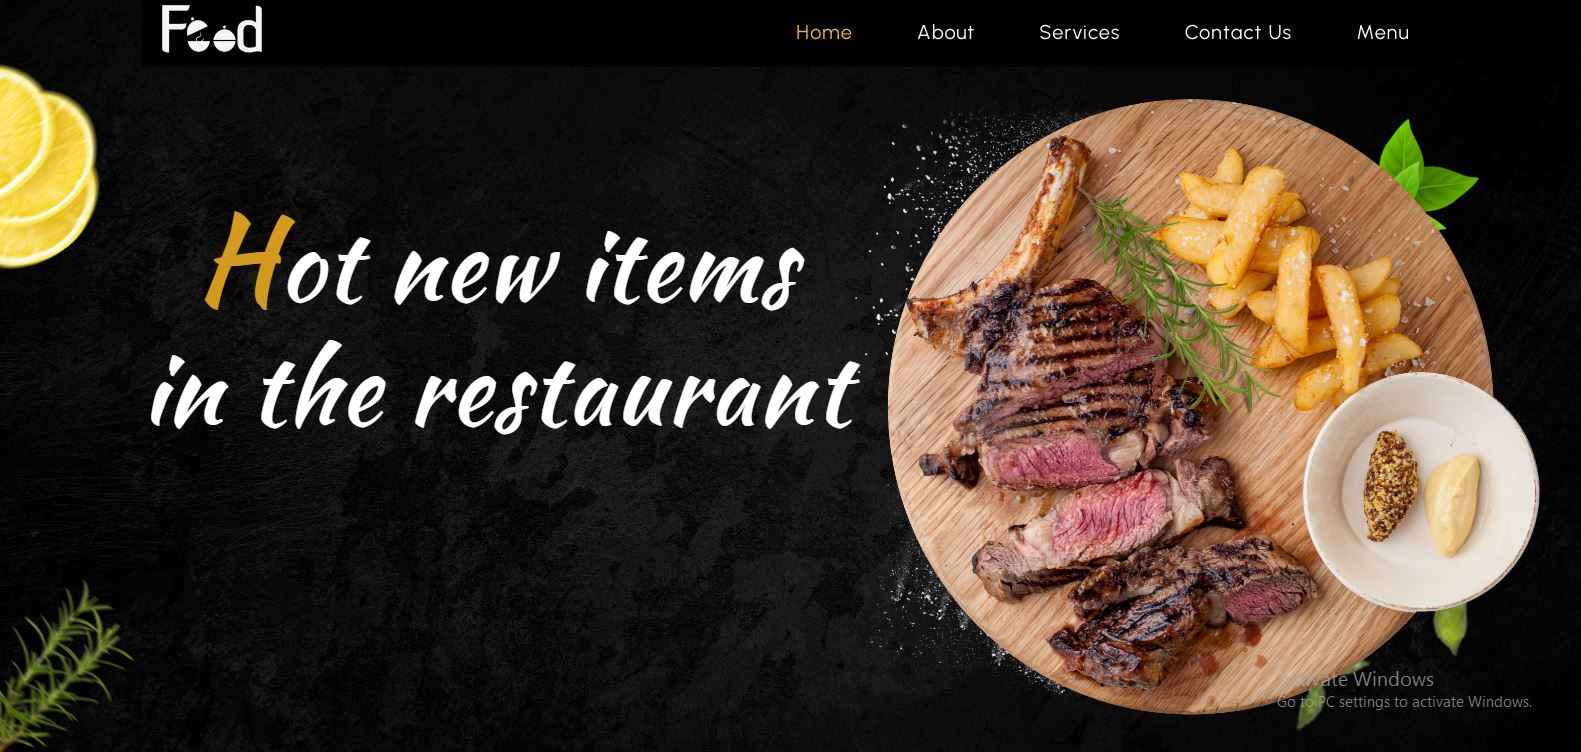 Food
Home About Services Contact Us Menu
Hot new items
in the restaurant
Activate Windows
Go to PC settings to activate Windows.